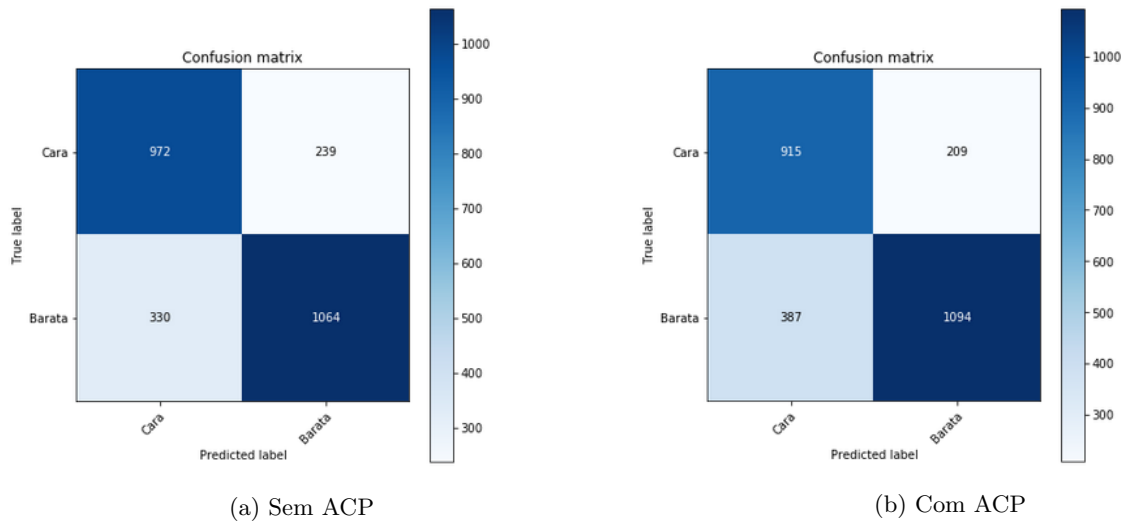 Confusion matrix
True label
Cara
Barata
972
239
330
1064
Cara
Barata
Predicted label
1000
900
800
700
600
500
400
300
(a) Sem ACP
Confusion matrix
True label
Cara
Barata
915
209
387
1094
Cara
Barata
Predicted label
1000
900
800
700
600
500
400
300
(b) Com ACP